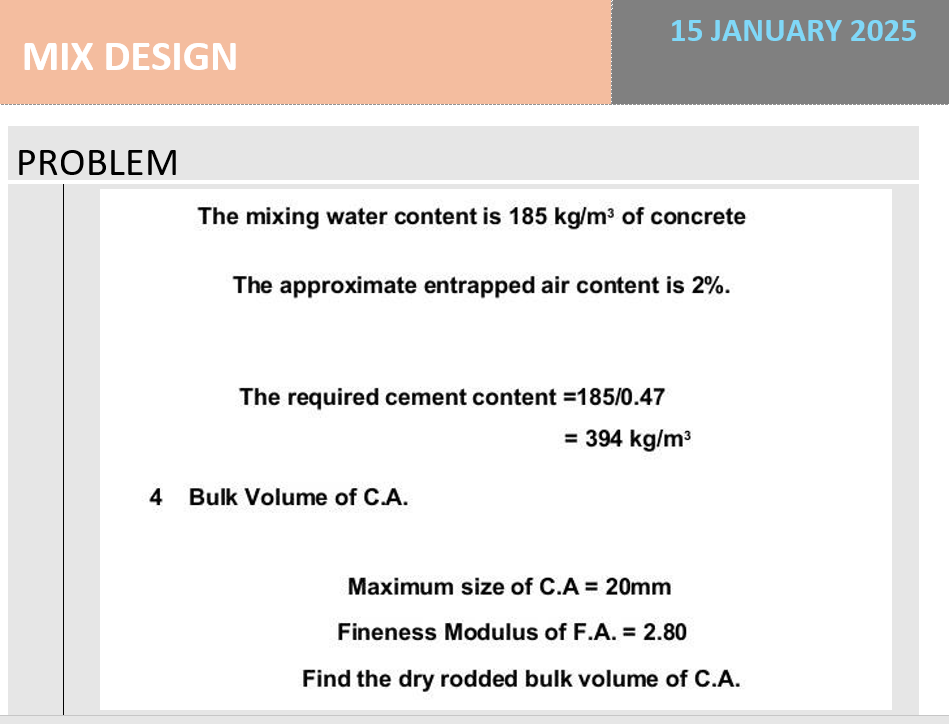 MIX DESIGN
15 JANUARY 2025
PROBLEM
The mixing water content is 185 kg/m³ of concrete
The approximate entrapped air content is 2%.
The required cement content =185/0.47
= 394 kg/m³
4 Bulk Volume of C.A.
Maximum size of C.A = 20mm
Fineness Modulus of F.A. = 2.80
Find the dry rodded bulk volume of C.A.